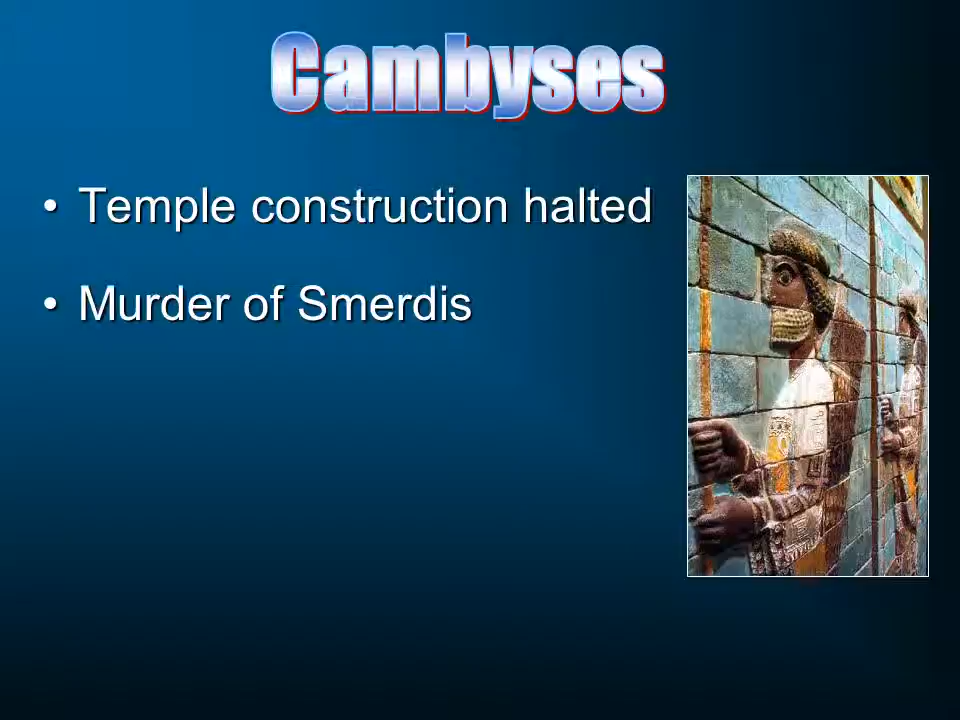 Cambyses
• Temple construction halted
• Murder of Smerdis